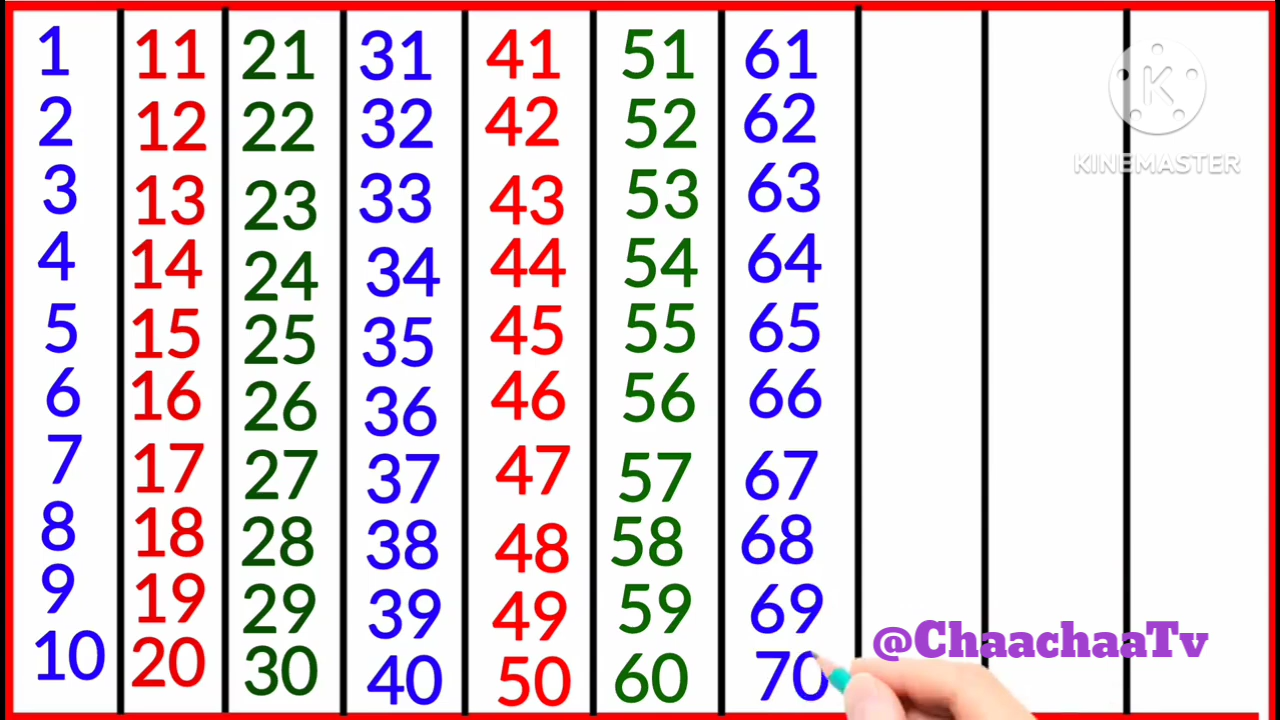 1 11 21 31 41 51 61
2 12 22 32 42 52 62
3 13 23 33 43 53 63
4 14 24 34 44 54 64
5 15 25 35 45 55 65
6 16 26 36 46 56 66
7 17 27 37 47 57 67
8 18 28 38 48 58 68
9 19 29 39 49 59 69
10 20 30 40 50 60 70
K
KINEMASTER
@ChaachaaTv